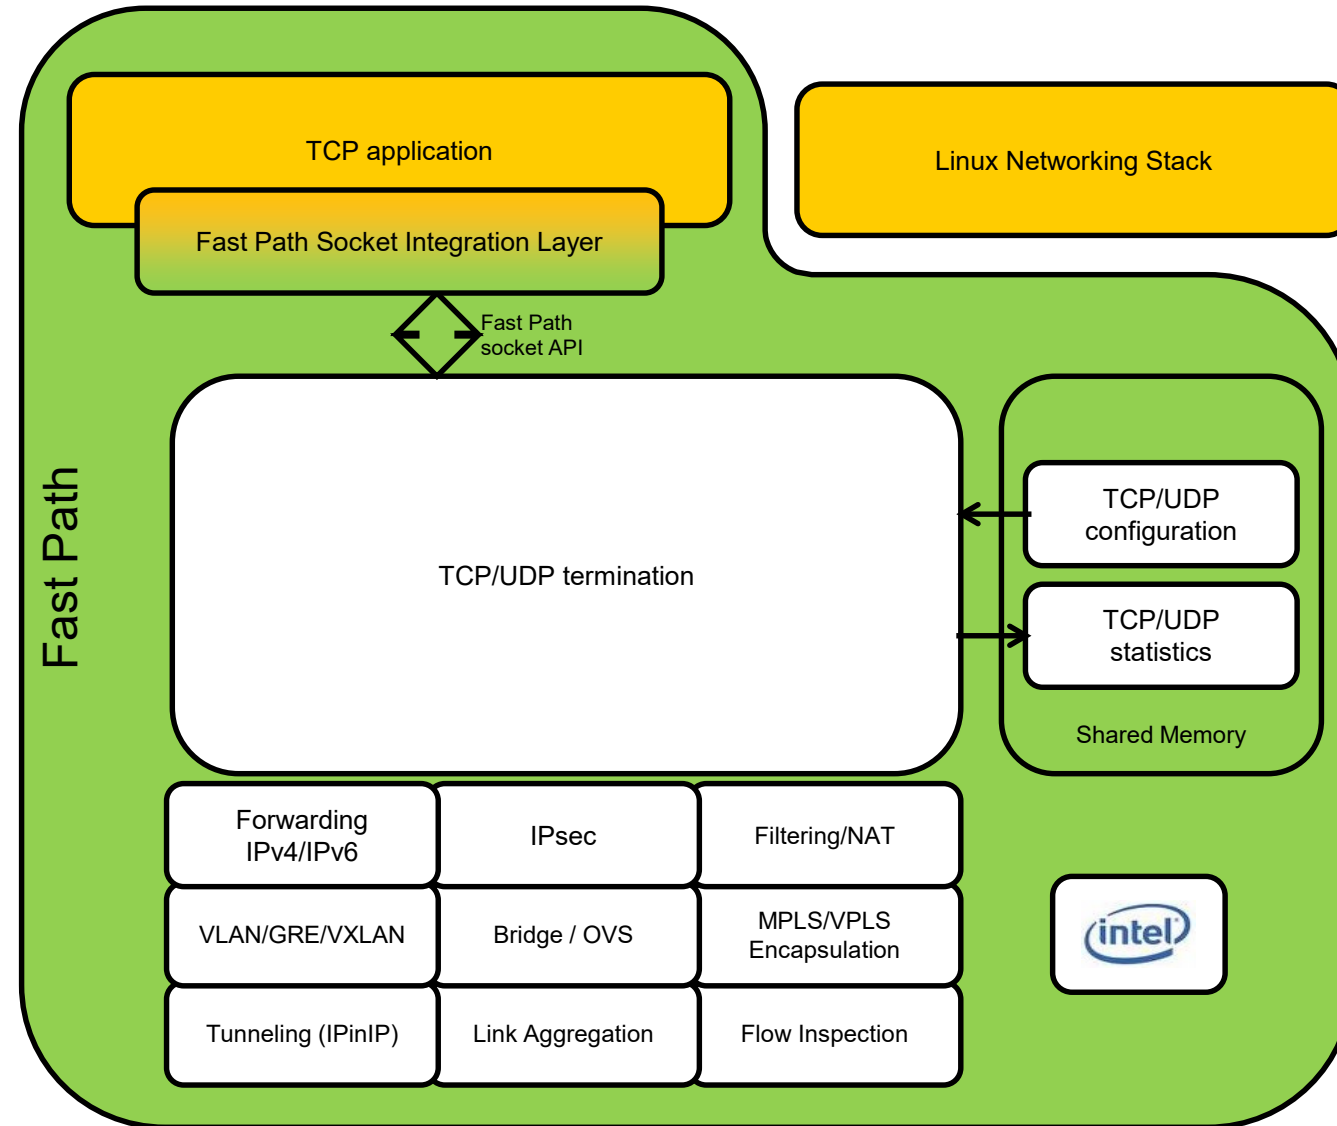 TCP application
Linux Networking Stack
Fast Path Socket Integration Layer
Fast Path
socket API
Fast Path
TCP/UDP termination
TCP/UDP
configuration
TCP/UDP
statistics
Shared Memory
Forwarding
IPv4/IPv6
IPsec
Filtering/NAT
VLAN/GRE/VXLAN
Bridge / OVS
MPLS/VPLS
Encapsulation
intel
Tunneling (IPinIP)
Link Aggregation
Flow Inspection